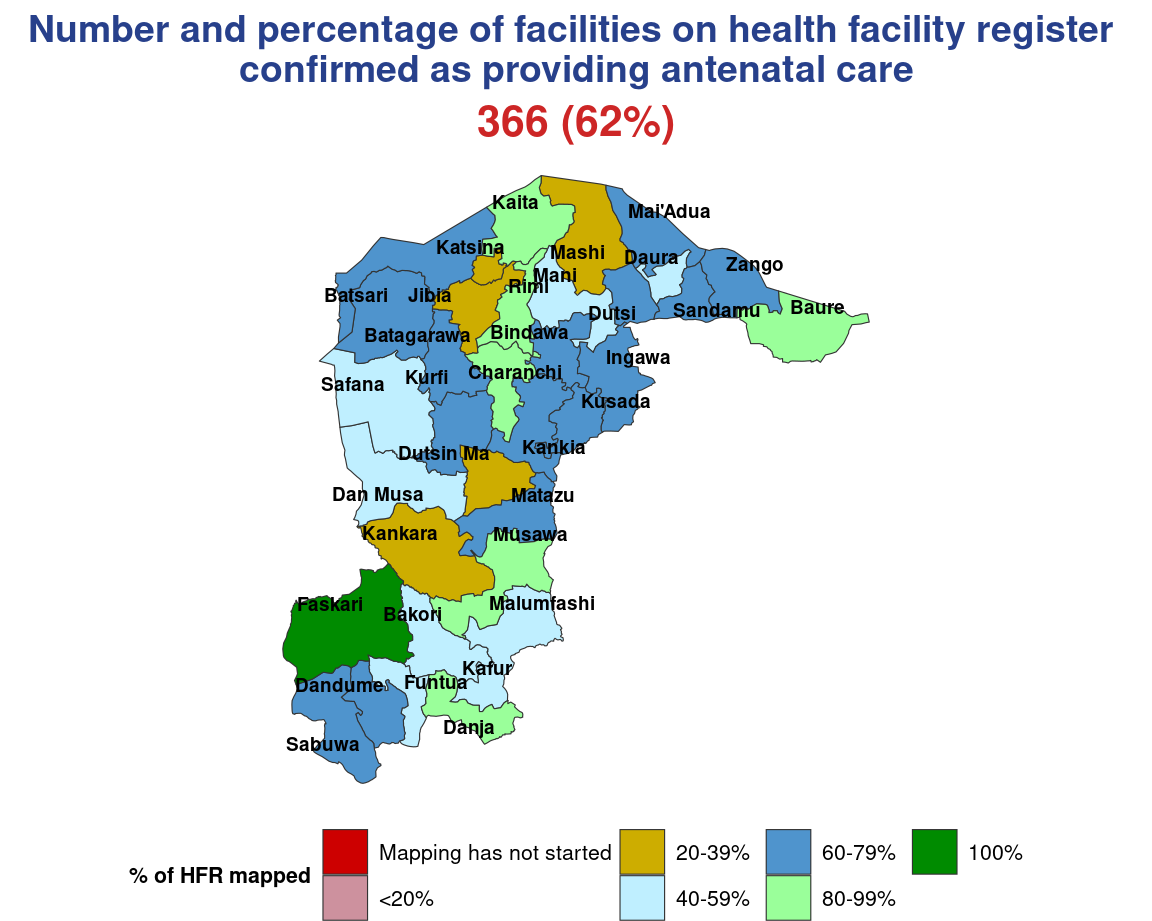 Number and percentage of facilities on health facility register
confirmed as providing antenatal care
366 (62%)
Kaita
Mai'Adua
Katsina
Mashi
Daura
Zango
Mani
Rimi
Batsari
Jibia
Baure
Sandamu
Dutsi
Batagarawa
Bindawa
Ingawa
Charanchi
Kurfi
Safana
Kusada
Kankia
Dutsin Ma
Dan Musa
Matazu
Kankara
Musawa
Faskari
Malumfashi
Bakori
Kafur
Funtua
Dandume
Danja
Sabuwa
% of HFR mapped
Mapping has not started
<20%
20-39%
40-59%
60-79%
80-99%
100%